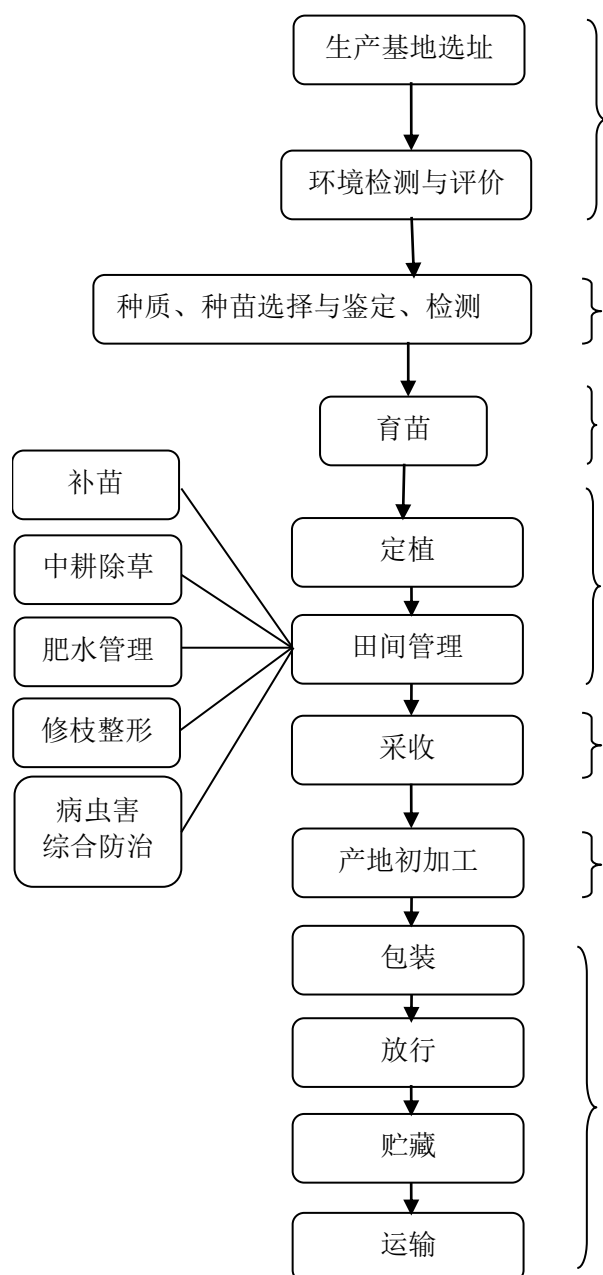 生产基地选址
环境检测与评价
种质、种苗选择与鉴定、检测
育苗
补苗
定植
中耕除草
田间管理
肥水管理
修枝整形
采收
病虫害
综合防治
产地初加工
包装
放行
贮藏
运输